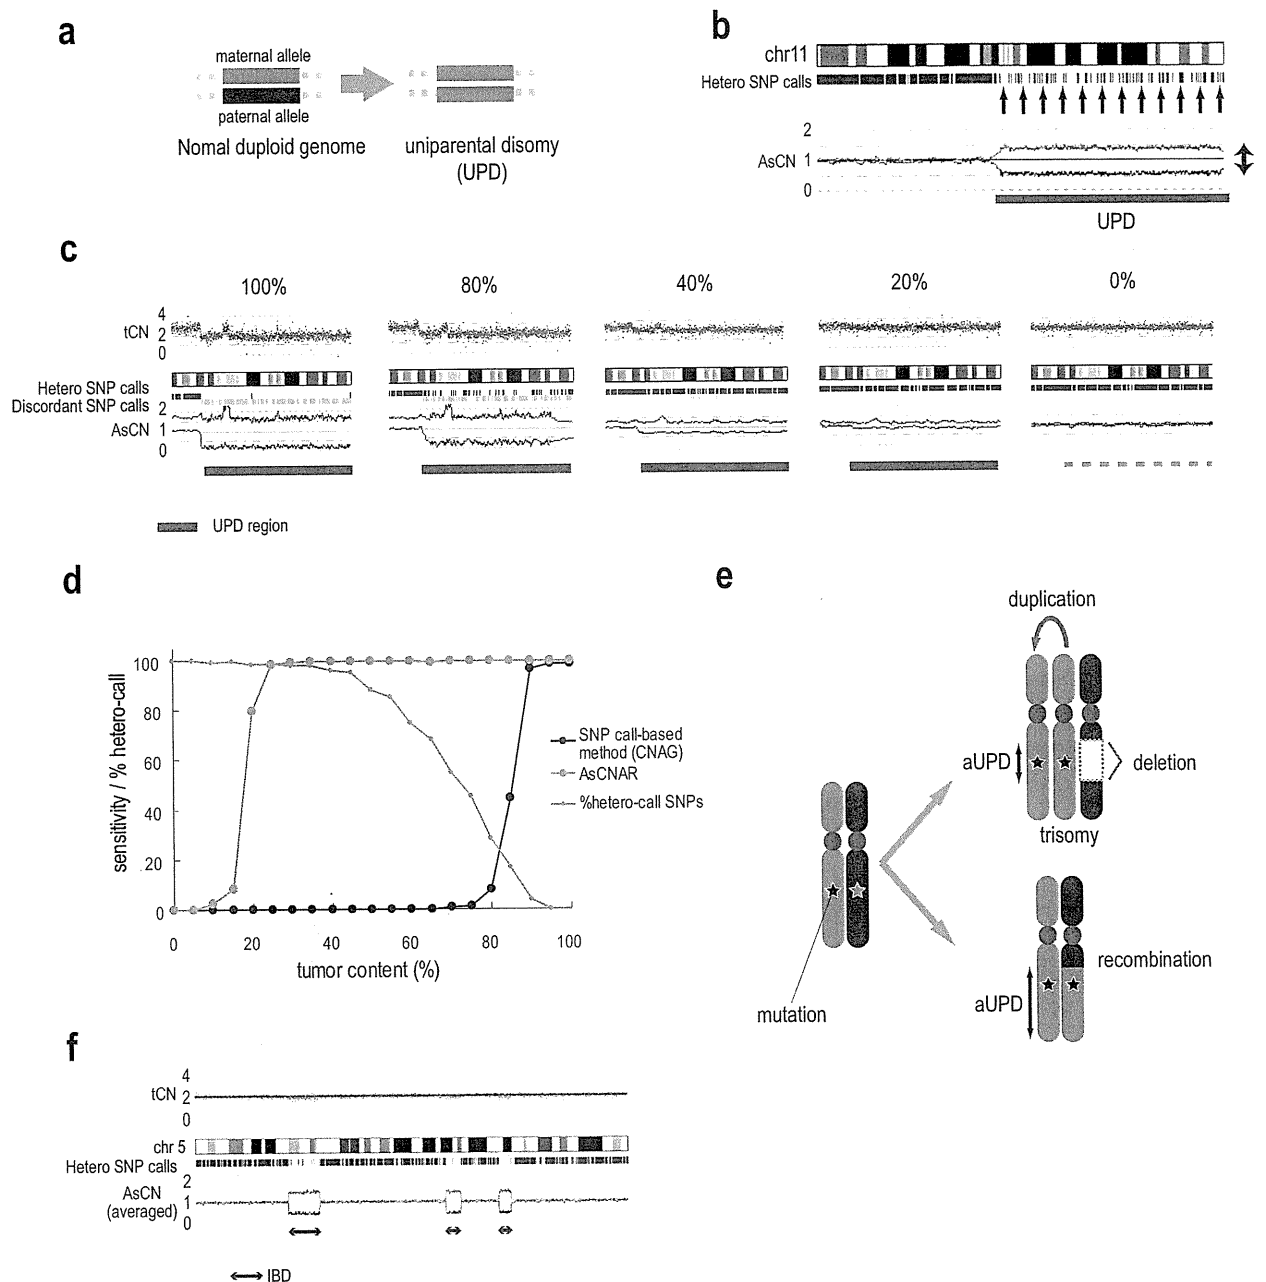 a
maternal allele
paternal allele
Nomal duploid genome
uniparental disomy
(UPD)
b
chr11
Hetero SNP calls
2
AsCN 1
0
UPD
c
100%
80%
40%
20%
0%
4
tCN 2
0
Hetero SNP calls
Discordant SNP calls
2
AsCN 1
0
UPD region
d
sensitivity / % hetero-call
100
80
60
40
20
0
0 20 40 60 80 100
tumor content (%)
SNP call-based
method (CNAG)
AsCNAR
%hetero-call SNPs
e
duplication
aUPD
deletion
trisomy
mutation
recombination
aUPD
f
4
tCN 2
0
chr 5
Hetero SNP calls
2
AsCN
(averaged) 1
0
IBD